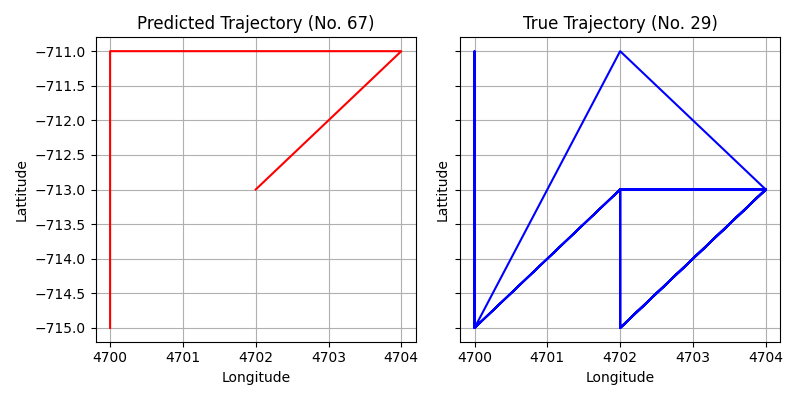 Predicted Trajectory (No. 67)
True Trajectory (No. 29)
−711.0
−711.5
−712.0
−712.5
−713.0
−713.5
−714.0
−714.5
−715.0
Lattitude
Lattitude
4700 4701 4702 4703 4704
4700 4701 4702 4703 4704
Longitude
Longitude